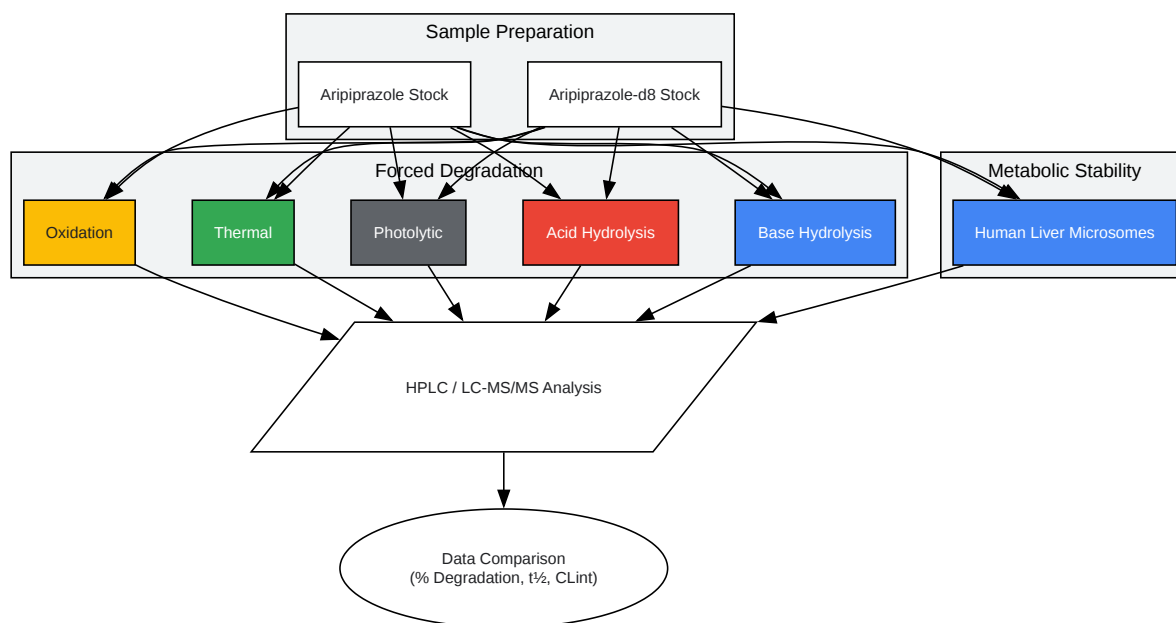 Sample Preparation
Aripiprazole Stock
Aripiprazole-d8 Stock
Forced Degradation
Metabolic Stability
Oxidation
Thermal
Photolytic
Acid Hydrolysis
Base Hydrolysis
Human Liver Microsomes
HPLC / LC-MS/MS Analysis
Data Comparison
(% Degradation, t½, CLint)